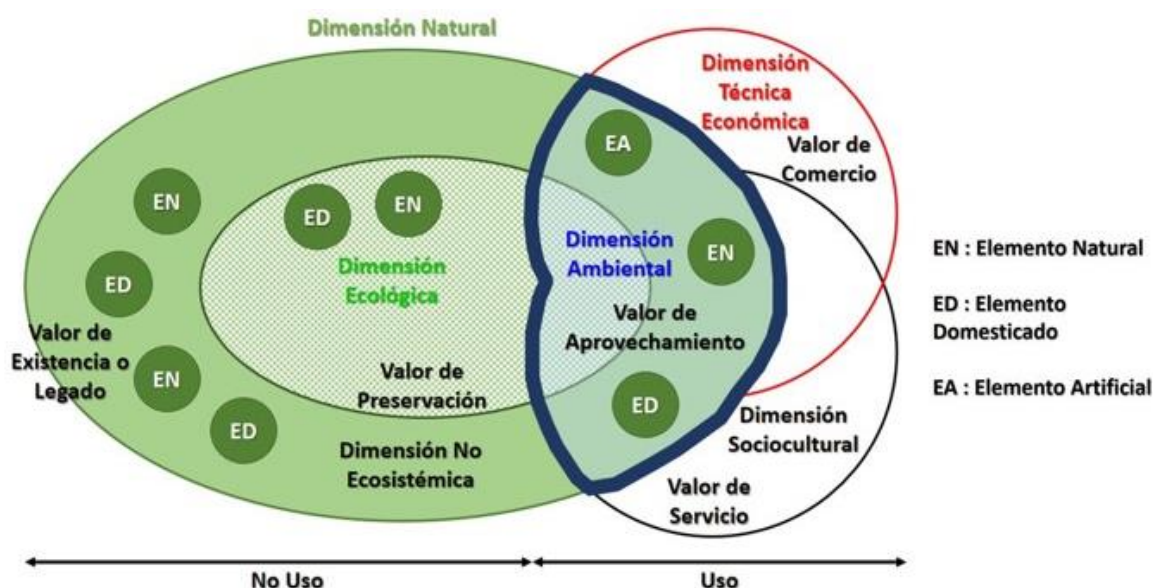 Dimensión Natural
Dimensión
Técnica
Económica
Valor de
Comercio
EA
EN
ED
EN
EN
Dimensión
Ambiental
Dimensión
Ecológica
ED
Valor de
Existencia o
Legado
EN
ED
Valor de
Aprovechamiento
Valor de
Preservación
ED
Dimensión
Sociocultural
Dimensión No
Ecosistémica
Valor de
Servicio
No Uso
Uso
EN : Elemento Natural
ED : Elemento
Domesticado
EA : Elemento Artificial